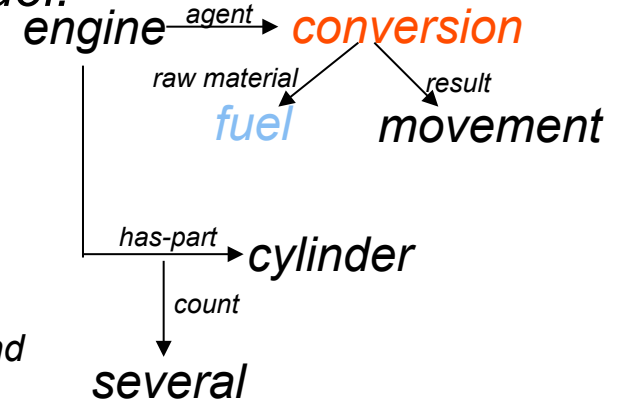 engine agent conversion
raw material result
fuel movement
has-part cylinder
count
several